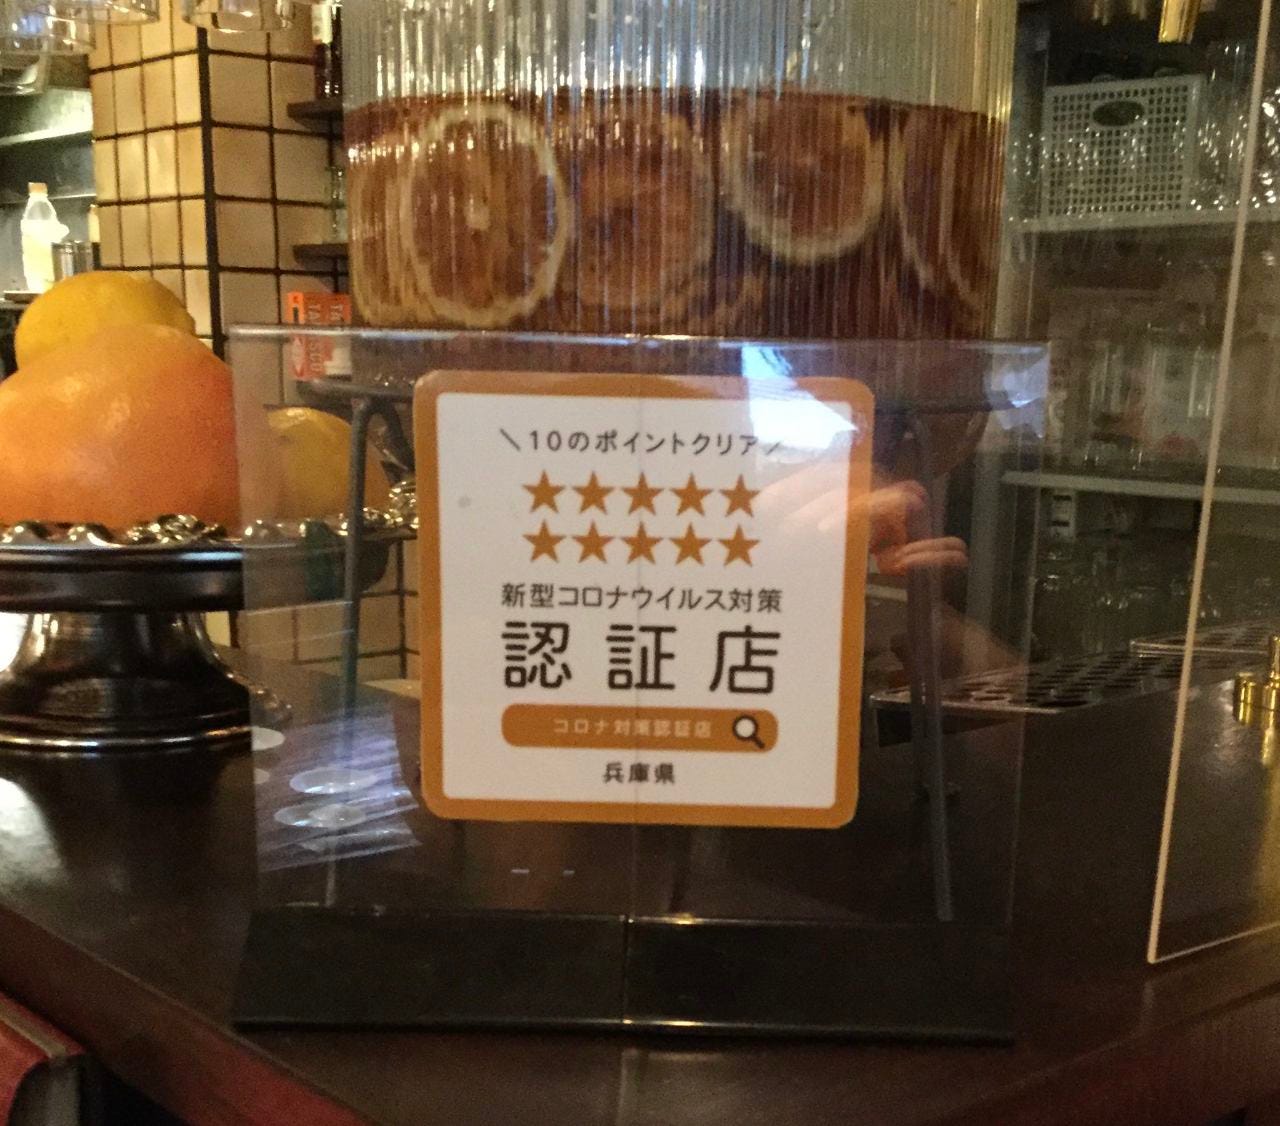 ＼10のポイントクリア／
★★★★★
★★★★★
新型コロナウイルス対策
認証店
コロナ対策認証店
兵庫県